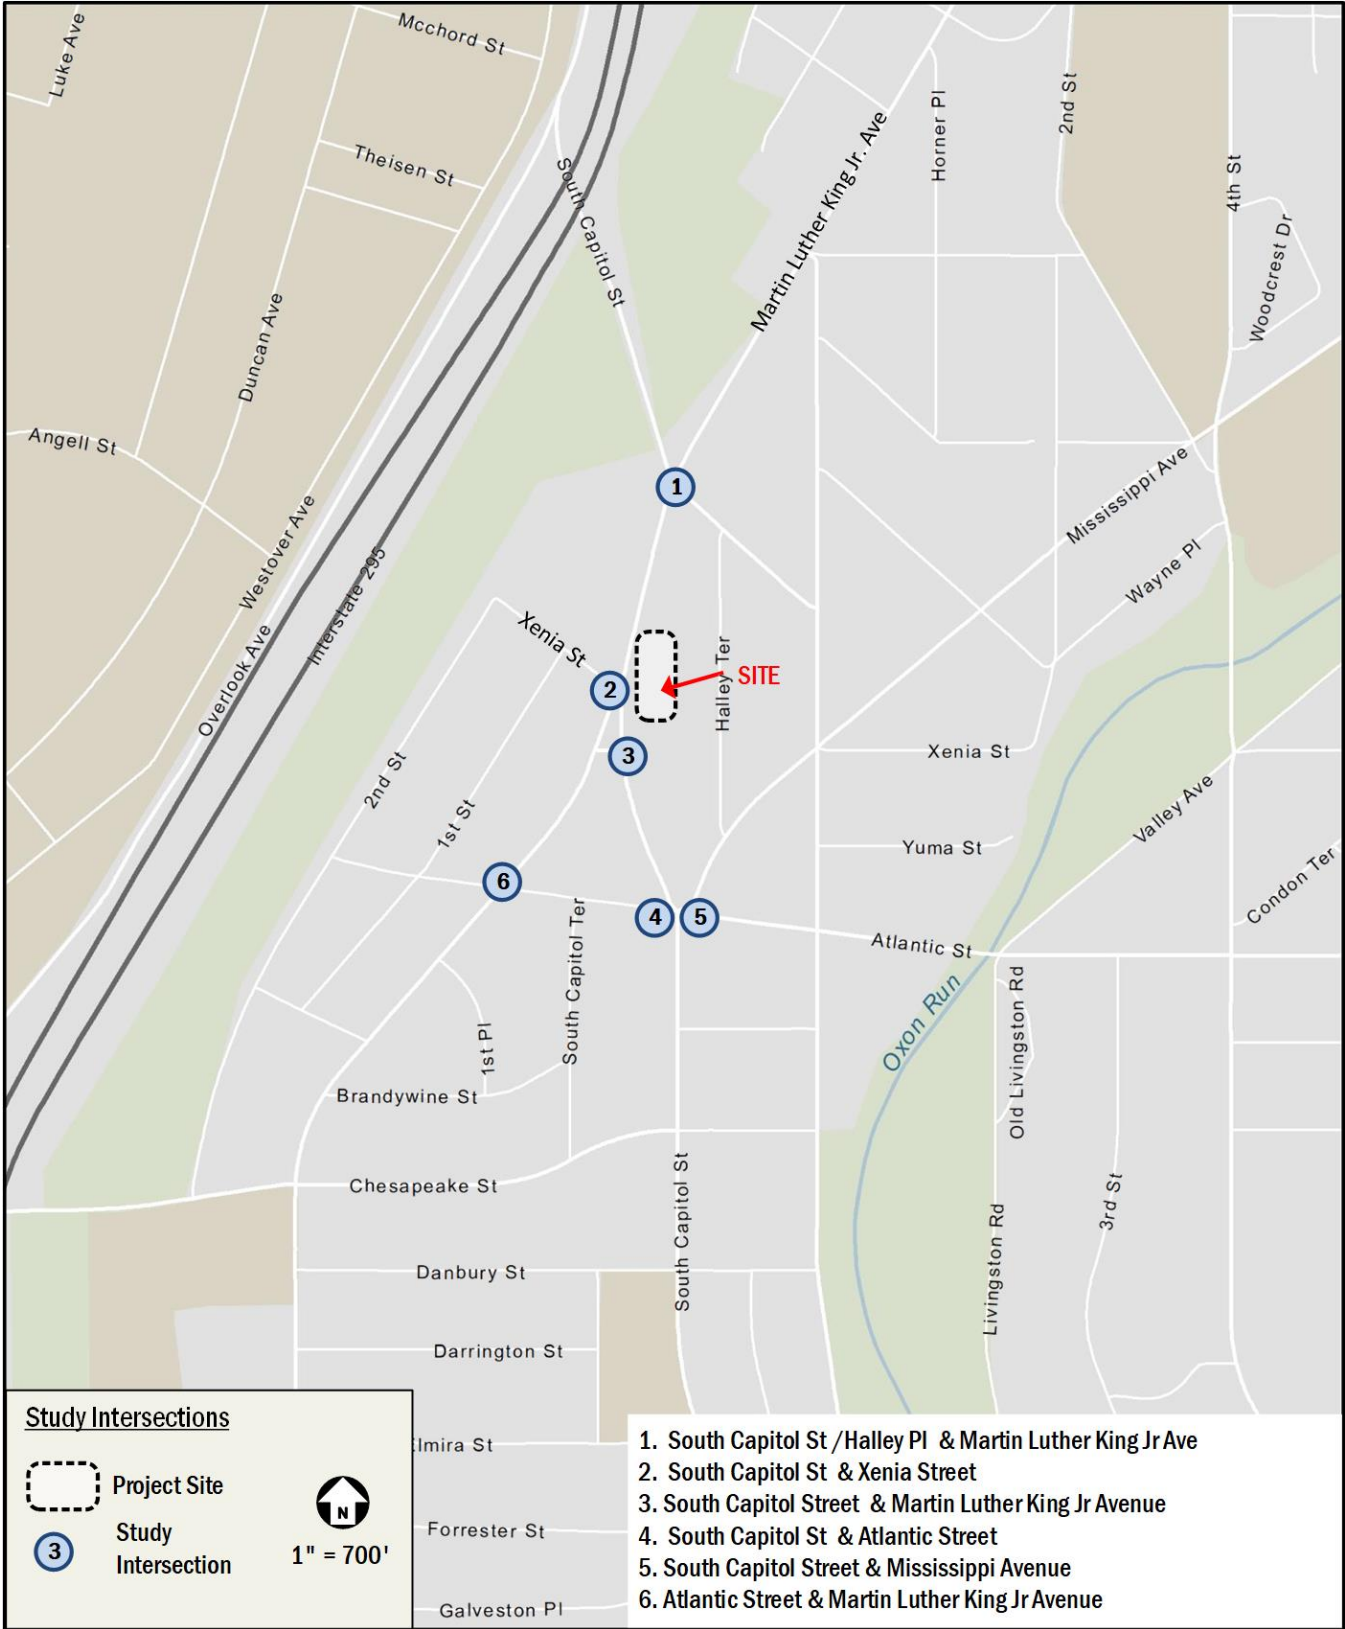 Luke Ave
Mcchord St
Theisen St
South Capitol St
Martin Luther King Jr. Ave
Horner Pl
2nd St
4th St
Woodcrest Dr
Duncan Ave
Angell St
Westover Ave
Overlook Ave
Interstate 295
1
Mississippi Ave
Wayne Pl
Xenia St
2
SITE
Halley Ter
3
Xenia St
2nd St
1st St
Yuma St
Valley Ave
Condon Ter
6
4
5
Atlantic St
South Capitol Ter
Oxon Run
Old Livingston Rd
1st Pl
Brandywine St
Chesapeake St
South Capitol St
Livingston Rd
3rd St
Danbury St
Darrington St
Elmira St
Forrester St
Galveston Pl
Study Intersections
Project Site
3
Study
Intersection
N
1" = 700'
1. South Capitol St /Halley Pl & Martin Luther King Jr Ave
2. South Capitol St & Xenia Street
3. South Capitol Street & Martin Luther King Jr Avenue
4. South Capitol St & Atlantic Street
5. South Capitol Street & Mississippi Avenue
6. Atlantic Street & Martin Luther King Jr Avenue